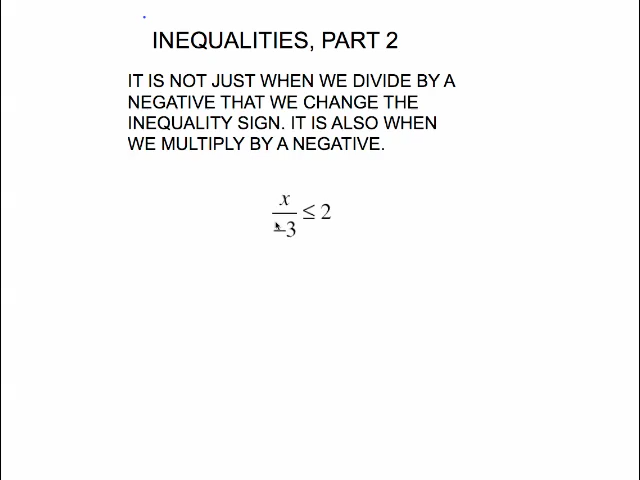 INEQUALITIES, PART 2
IT IS NOT JUST WHEN WE DIVIDE BY A
NEGATIVE THAT WE CHANGE THE
INEQUALITY SIGN. IT IS ALSO WHEN
WE MULTIPLY BY A NEGATIVE.
x
≤ 2
-3